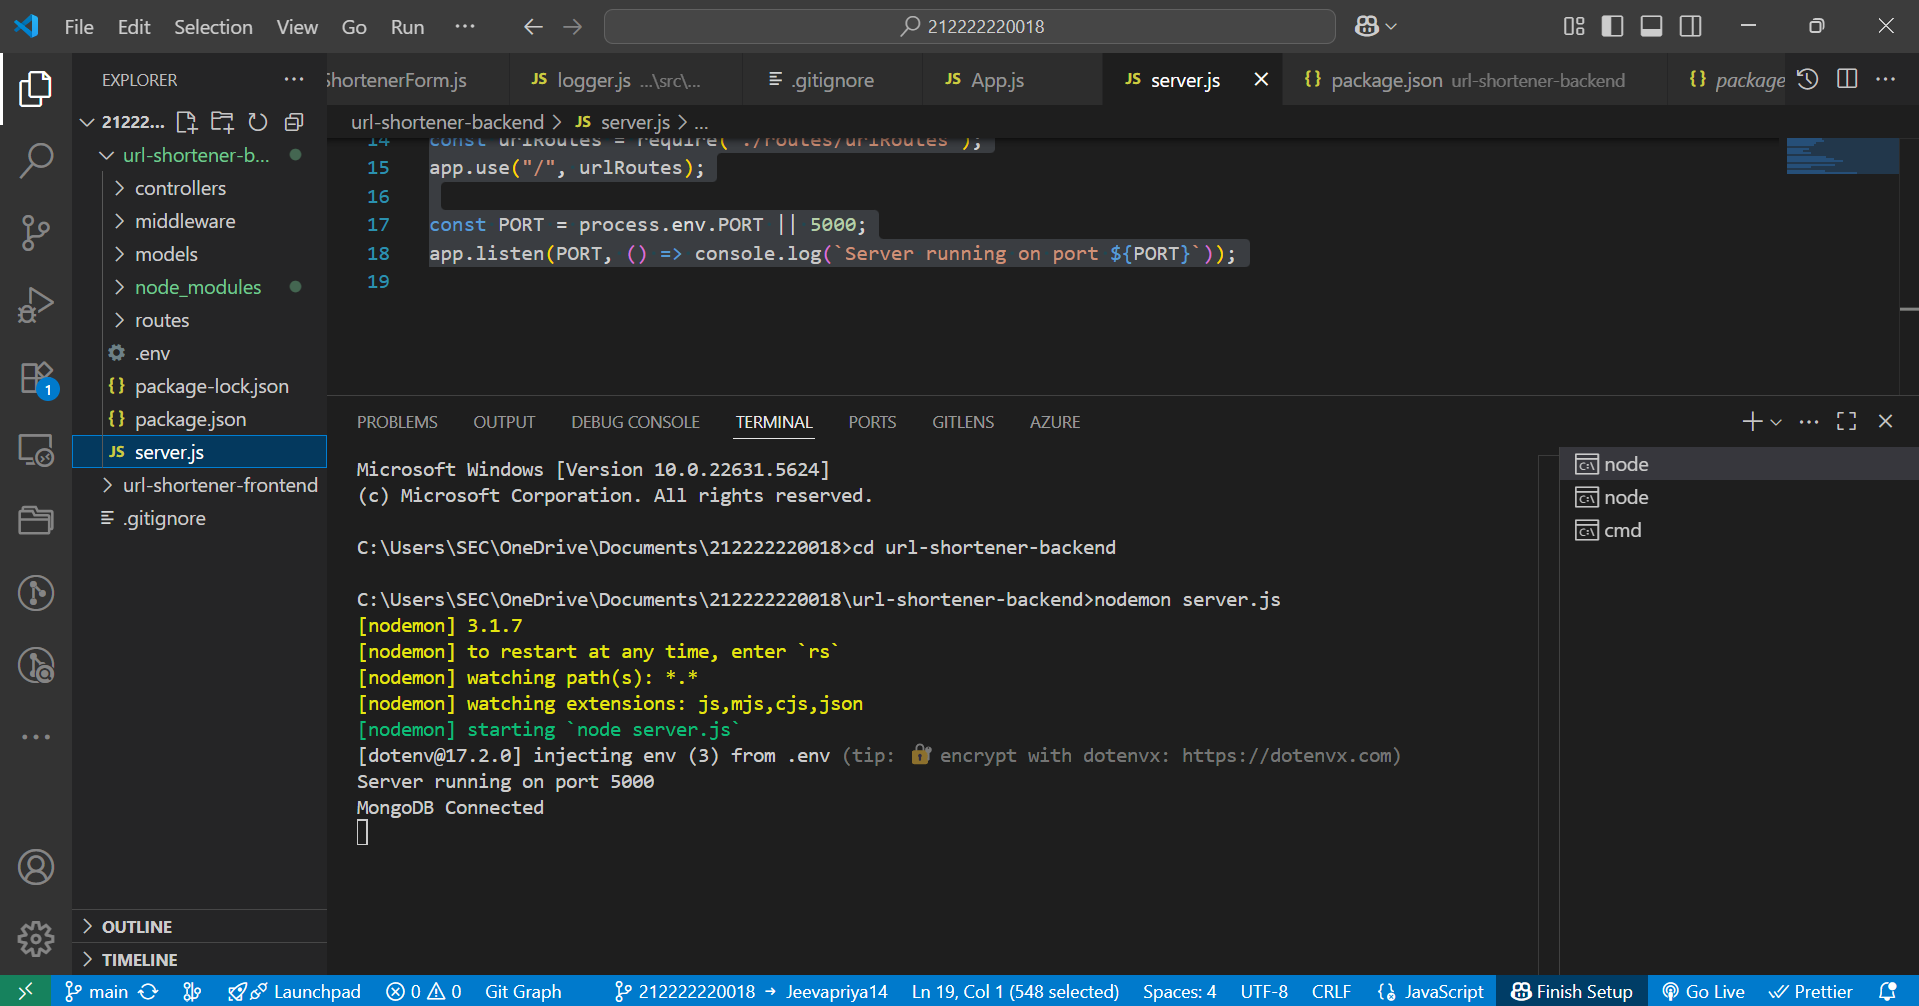 File Edit Selection View Go Run ... 212222220018
EXPLORER ...
21222...
url-shortener-b...
controllers
middleware
models
node_modules
routes
.env
package-lock.json
package.json
JS server.js
url-shortener-frontend
.gitignore
OUTLINE
TIMELINE
ShortenerForm.js JS logger.js ...\src\... .gitignore JS App.js JS server.js {} package.json url-shortener-backend {} package
url-shortener-backend > JS server.js > ...
14 const urlRoutes = require("./routes/urlRoutes");
15 app.use("/", urlRoutes);
16
17 const PORT = process.env.PORT || 5000;
18 app.listen(PORT, () => console.log(`Server running on port ${PORT}`));
19
PROBLEMS OUTPUT DEBUG CONSOLE TERMINAL PORTS GITLENS AZURE
Microsoft Windows [Version 10.0.22631.5624]
(c) Microsoft Corporation. All rights reserved.
C:\Users\SEC\OneDrive\Documents\212222220018>cd url-shortener-backend
C:\Users\SEC\OneDrive\Documents\212222220018\url-shortener-backend>nodemon server.js
[nodemon] 3.1.7
[nodemon] to restart at any time, enter `rs`
[nodemon] watching path(s): *.*
[nodemon] watching extensions: js,mjs,cjs,json
[nodemon] starting `node server.js`
[dotenv@17.2.0] injecting env (3) from .env (tip: 🔐 encrypt with dotenvx: https://dotenvx.com)
Server running on port 5000
MongoDB Connected
node
node
cmd
1
main Launchpad 0 0 Git Graph 212222220018 → Jeevapriya14 Ln 19, Col 1 (548 selected) Spaces: 4 UTF-8 CRLF {} JavaScript Finish Setup Go Live Prettier